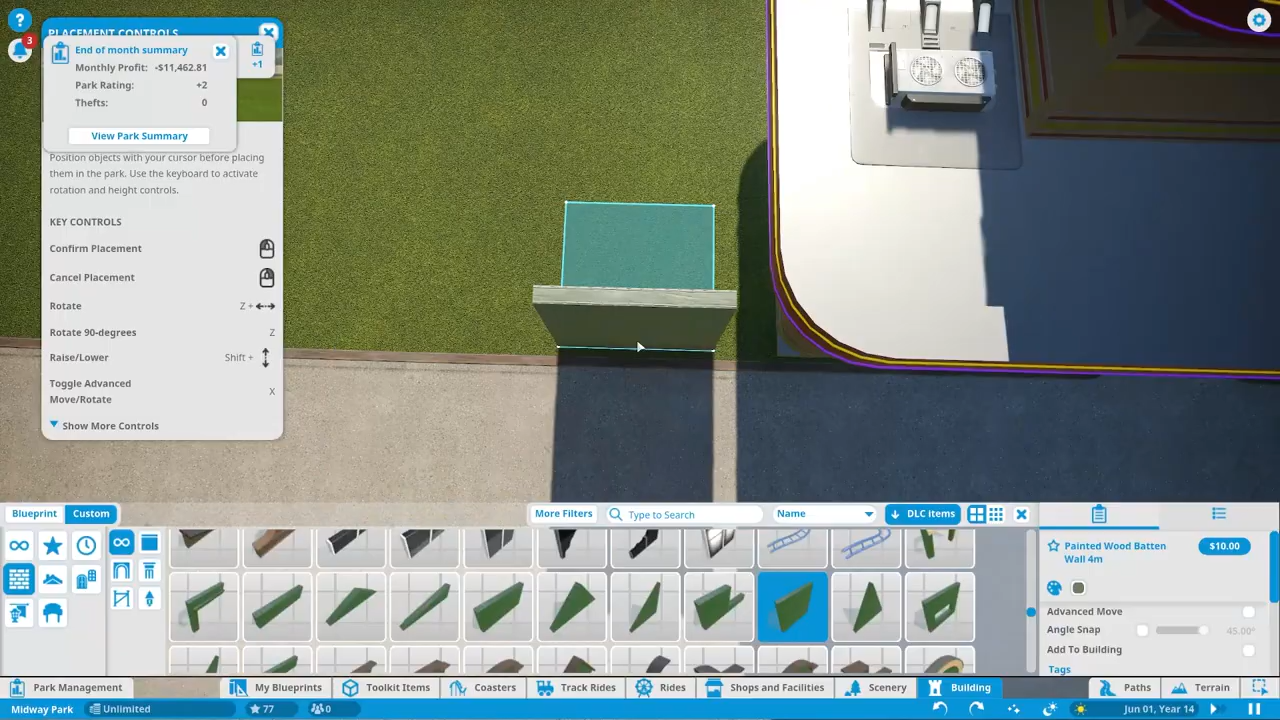 PLACEMENT CONTROLS
3
End of month summary
Monthly Profit: -$11,462.81
Park Rating: +2
Thefts: 0
View Park Summary
+1
Position objects with your cursor before placing
them in the park. Use the keyboard to activate
rotation and height controls.
KEY CONTROLS
Confirm Placement
Cancel Placement
Rotate Z +
Rotate 90-degrees Z
Raise/Lower Shift +
Toggle Advanced
Move/Rotate X
Show More Controls
Blueprint Custom More Filters Type to Search Name DLC items
Painted Wood Batten
Wall 4m
$10.00
Advanced Move
Angle Snap 45.00°
Add To Building
Tags
Park Management My Blueprints Toolkit Items Coasters Track Rides Rides Shops and Facilities Scenery Building Paths Terrain
Midway Park Unlimited 77 0 Jun 01, Year 14